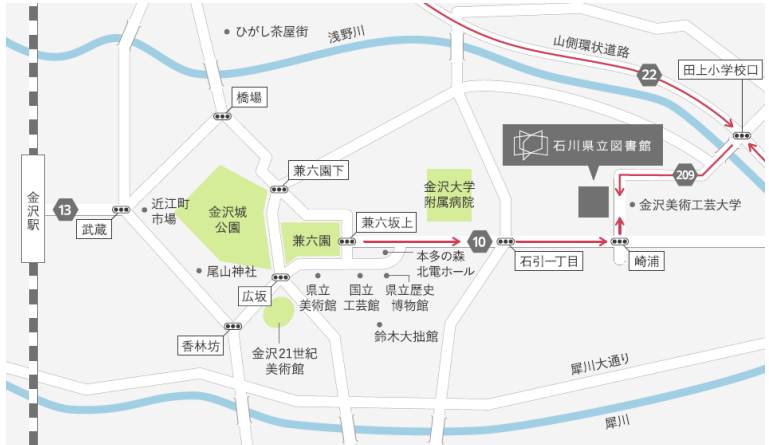 ひがし茶屋街
浅野川
山側環状道路
22
田上小学校口
橋場
石川県立図書館
209
兼六園下
金沢大学
附属病院
金沢美術工芸大学
金沢駅
13
武蔵
近江町
市場
金沢城
公園
兼六園
兼六坂上
10
石引一丁目
崎浦
本多の森
北電ホール
尾山神社
広坂
県立
美術館
国立
工芸館
県立歴史
博物館
鈴木大拙館
香林坊
金沢21世紀
美術館
犀川大通り
犀川